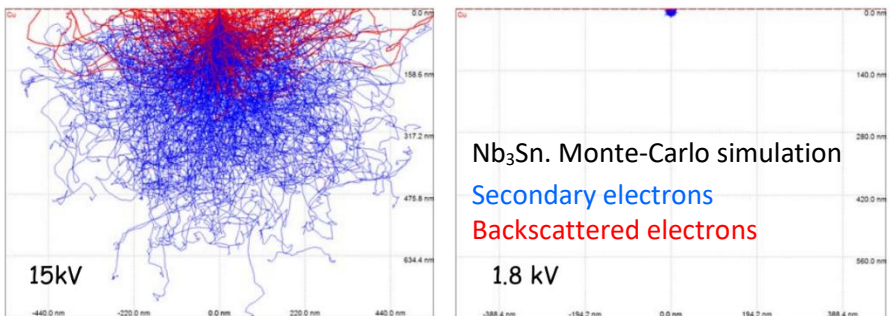 Cu
0.0 nm
158.6 nm
317.2 nm
475.8 nm
634.4 nm
15kV
-440.0 nm
-220.0 nm
0.0 nm
220.0 nm
440.0 nm
Cu
0.0 nm
140.0 nm
280.0 nm
Nb₃Sn. Monte-Carlo simulation
Secondary electrons
420.0 nm
Backscattered electrons
560.0 nm
1.8 kV
-388.4 nm
-194.2 nm
0.0 nm
194.2 nm
388.4 nm